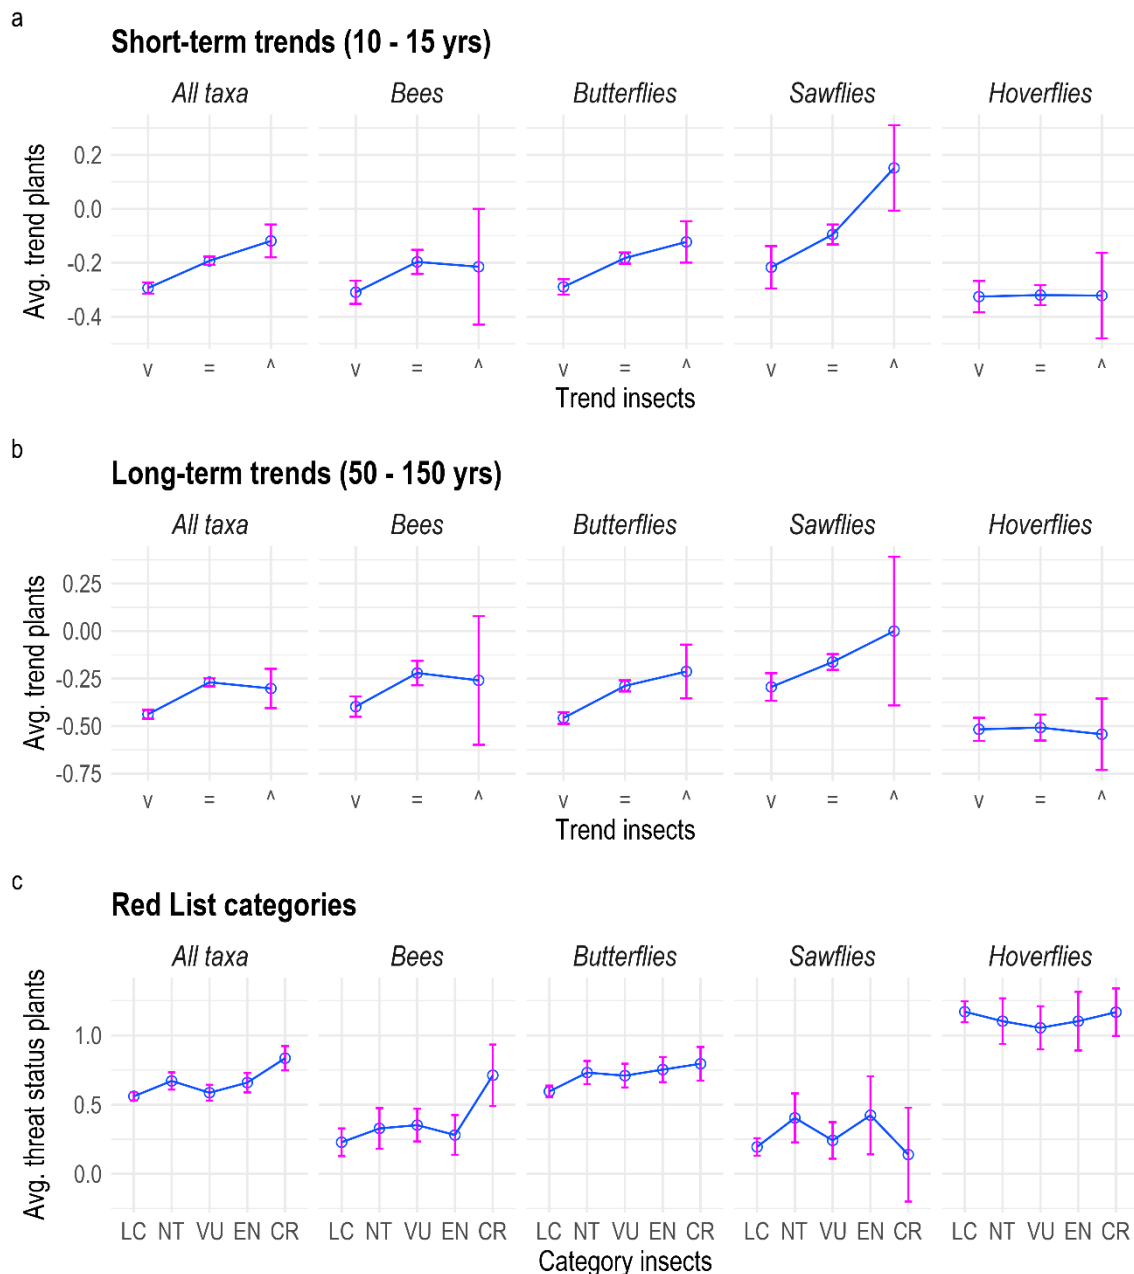 a
Short-term trends (10 - 15 yrs)
All taxa Bees Butterflies Sawflies Hoverflies
Avg. trend plants
0.2
0.0
-0.2
-0.4
v = ^ v = ^ v = ^ v = ^ v = ^
Trend insects
b
Long-term trends (50 - 150 yrs)
All taxa Bees Butterflies Sawflies Hoverflies
Avg. trend plants
0.25
0.00
-0.25
-0.50
-0.75
v = ^ v = ^ v = ^ v = ^ v = ^
Trend insects
c
Red List categories
All taxa Bees Butterflies Sawflies Hoverflies
Avg. threat status plants
1.0
0.5
0.0
LC NT VU EN CR LC NT VU EN CR LC NT VU EN CR LC NT VU EN CR LC NT VU EN CR
Category insects